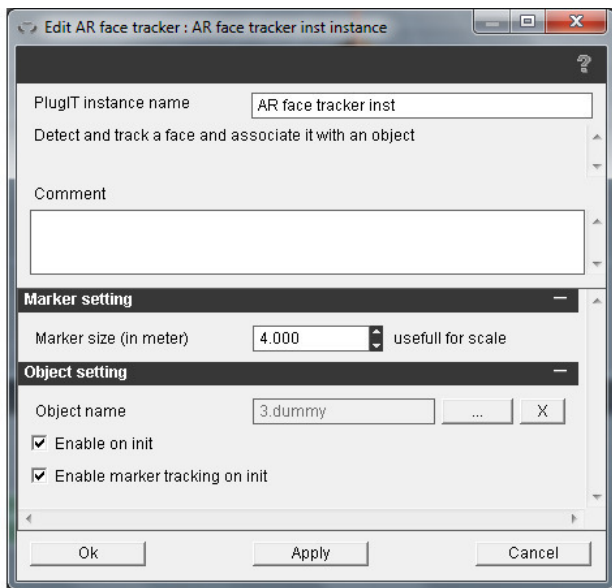 Edit AR face tracker : AR face tracker inst instance
?
PlugIT instance name AR face tracker inst
Detect and track a face and associate it with an object
Comment
Marker setting
Marker size (in meter) 4.000 usefull for scale
Object setting
Object name 3.dummy ... X
Enable on init
Enable marker tracking on init
Ok Apply Cancel